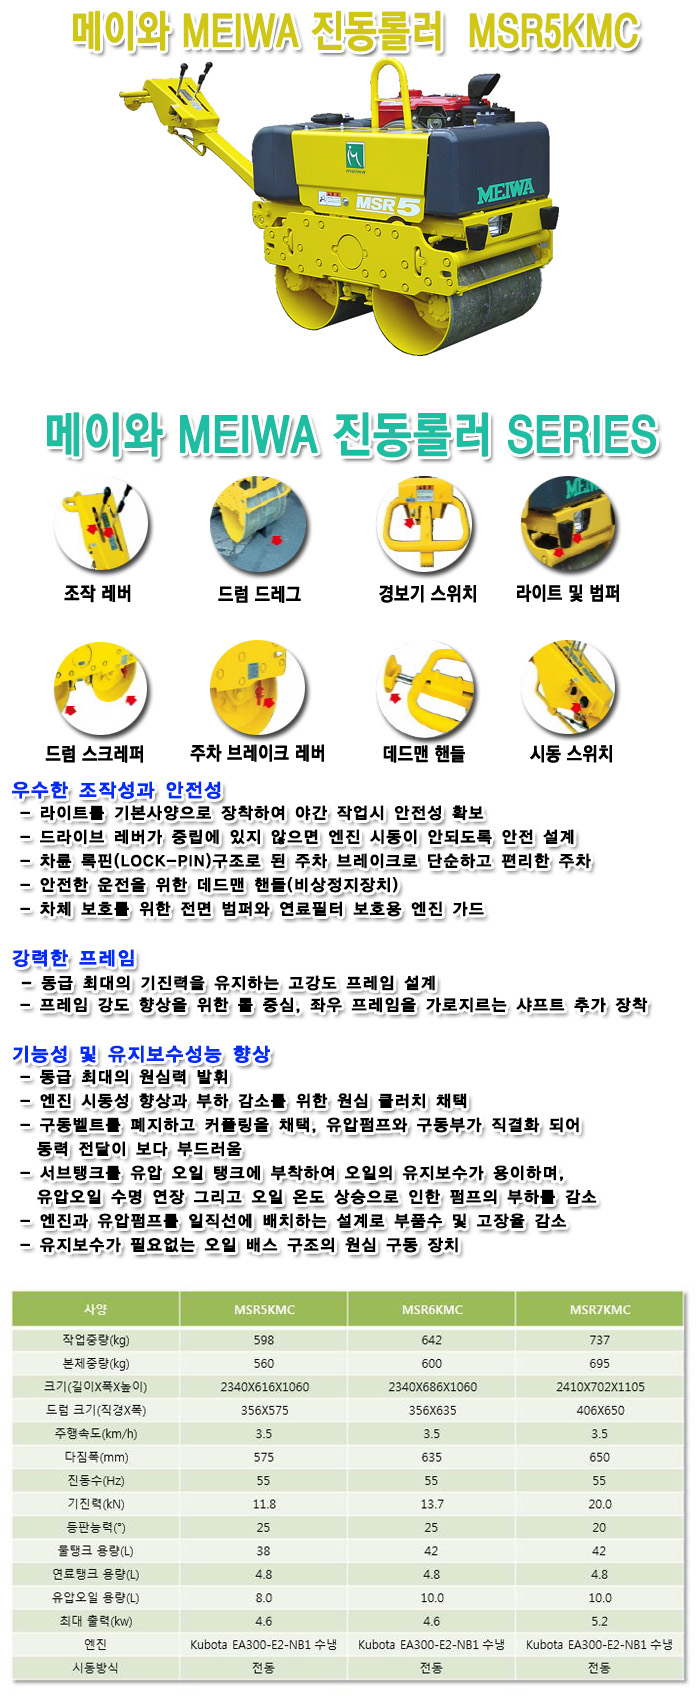 메이와 MEIWA 진동롤러 MSR5KMC
meiwa
MSR 5
MEIWA
메이와 MEIWA 진동롤러 SERIES
조작 레버
드럼 드레그
경보기 스위치
라이트 및 범퍼
드럼 스크레퍼
주차 브레이크 레버
데드맨 핸들
시동 스위치
우수한 조작성과 안전성
- 라이트를 기본사양으로 장착하여 야간 작업시 안전성 확보
- 드라이브 레버가 중립에 있지 않으면 엔진 시동이 안되도록 안전 설계
- 차륜 록핀(LOCK-PIN)구조로 된 주차 브레이크로 단순하고 편리한 주차
- 안전한 운전을 위한 데드맨 핸들(비상정지장치)
- 차체 보호를 위한 전면 범퍼와 연료필터 보호용 엔진 가드
강력한 프레임
- 동급 최대의 기진력을 유지하는 고강도 프레임 설계
- 프레임 강도 향상을 위한 롤 중심, 좌우 프레임을 가로지르는 샤프트 추가 장착
기능성 및 유지보수성능 향상
- 동급 최대의 원심력 발휘
- 엔진 시동성 향상과 부하 감소를 위한 원심 클러치 채택
- 구동벨트를 폐지하고 커플링을 채택, 유압펌프와 구동부가 직결화 되어
동력 전달이 보다 부드러움
- 서브탱크를 유압 오일 탱크에 부착하여 오일의 유지보수가 용이하며,
유압오일 수명 연장 그리고 오일 온도 상승으로 인한 펌프의 부하를 감소
- 엔진과 유압펌프를 일직선에 배치하는 설계로 부품수 및 고장율 감소
- 유지보수가 필요없는 오일 배스 구조의 원심 구동 장치
사양 MSR5KMC MSR6KMC MSR7KMC
작업중량(kg) 598 642 737
본체중량(kg) 560 600 695
크기(길이X폭X높이) 2340X616X1060 2340X686X1060 2410X702X1105
드럼 크기(직경X폭) 356X575 356X635 406X650
주행속도(km/h) 3.5 3.5 3.5
다짐폭(mm) 575 635 650
진동수(Hz) 55 55 55
기진력(kN) 11.8 13.7 20.0
등판능력(°) 25 25 20
물탱크 용량(L) 38 42 42
연료탱크 용량(L) 4.8 4.8 4.8
유압오일 용량(L) 8.0 10.0 10.0
최대 출력(kw) 4.6 4.6 5.2
엔진 Kubota EA300-E2-NB1 수냉 Kubota EA300-E2-NB1 수냉 Kubota EA300-E2-NB1 수냉
시동방식 전동 전동 전동